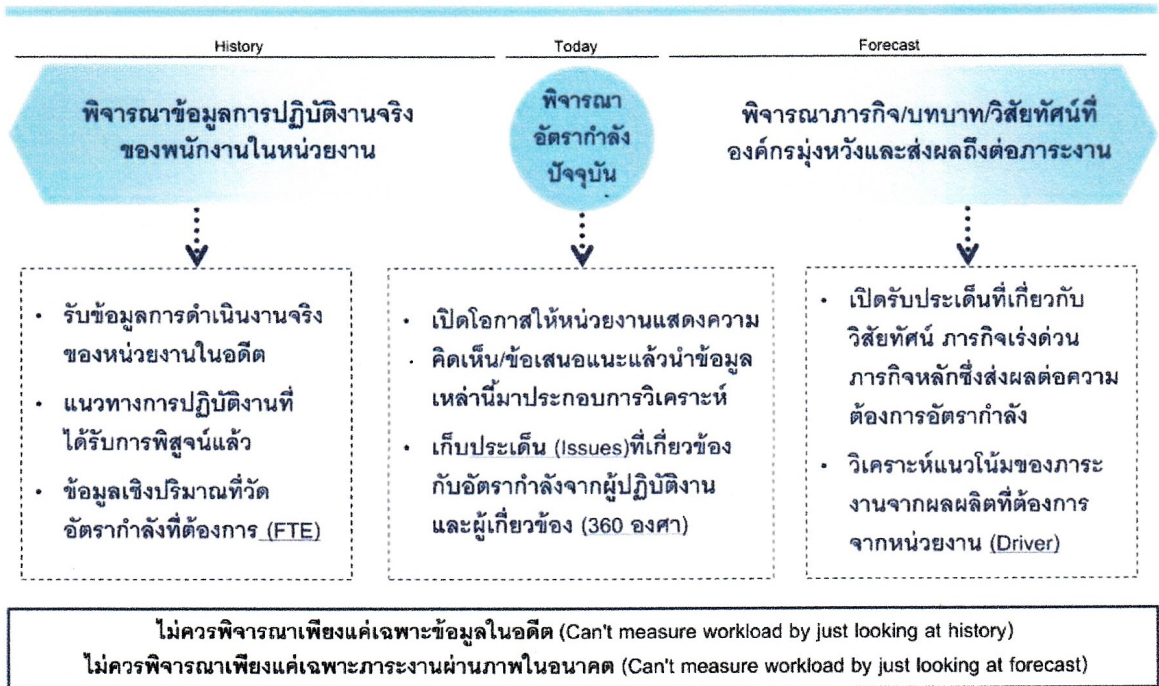 History
Today
Forecast
พิจารณาข้อมูลการปฏิบัติงานจริง
ของพนักงานในหน่วยงาน
พิจารณา
อัตรากำลัง
ปัจจุบัน
พิจารณาภารกิจ/บทบาท/วิสัยทัศน์ที่
องค์กรมุ่งหวังและส่งผลถึงต่อภาระงาน
• รับข้อมูลการดำเนินงานจริง
ของหน่วยงานในอดีต
• แนวทางการปฏิบัติงานที่
ได้รับการพิสูจน์แล้ว
• ข้อมูลเชิงปริมาณที่วัด
อัตรากำลังที่ต้องการ (FTE)
• เปิดโอกาสให้หน่วยงานแสดงความ
• คิดเห็น/ข้อเสนอแนะแล้วนำข้อมูล
เหล่านี้มาประกอบการวิเคราะห์
• เก็บประเด็น (Issues)ที่เกี่ยวข้อง
กับอัตรากำลังจากผู้ปฏิบัติงาน
และผู้เกี่ยวข้อง (360 องศา)
• เปิดรับประเด็นที่เกี่ยวกับ
วิสัยทัศน์ ภารกิจเร่งด่วน
ภารกิจหลักซึ่งส่งผลต่อความ
ต้องการอัตรากำลัง
• วิเคราะห์แนวโน้มของภาระ
งานจากผลผลิตที่ต้องการ
จากหน่วยงาน (Driver)
ไม่ควรพิจารณาเพียงแค่เฉพาะข้อมูลในอดีต (Can't measure workload by just looking at history)
ไม่ควรพิจารณาเพียงแค่เฉพาะภาระงานผ่านภาพในอนาคต (Can't measure workload by just looking at forecast)